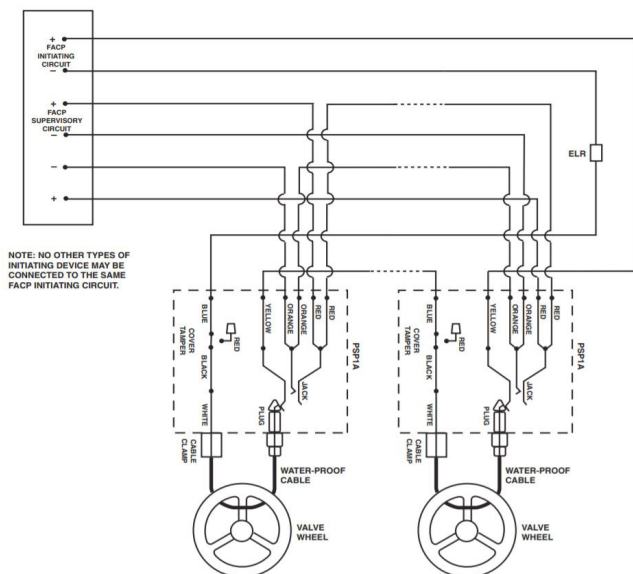 +
FACP
INITIATING
CIRCUIT
−
+
FACP
SUPERVISORY
CIRCUIT
−
−
+
ELR
NOTE: NO OTHER TYPES OF
INITIATING DEVICE MAY BE
CONNECTED TO THE SAME
FACP INITIATING CIRCUIT.
BLUE
COVER
TAMPER
RED
BLACK
WHITE
YELLOW
ORANGE
ORANGE
RED
RED
PSP1A
JACK
PLUG
CABLE
CLAMP
WATER-PROOF
CABLE
VALVE
WHEEL
BLUE
COVER
TAMPER
RED
BLACK
WHITE
YELLOW
ORANGE
ORANGE
RED
RED
PSP1A
JACK
PLUG
CABLE
CLAMP
WATER-PROOF
CABLE
VALVE
WHEEL